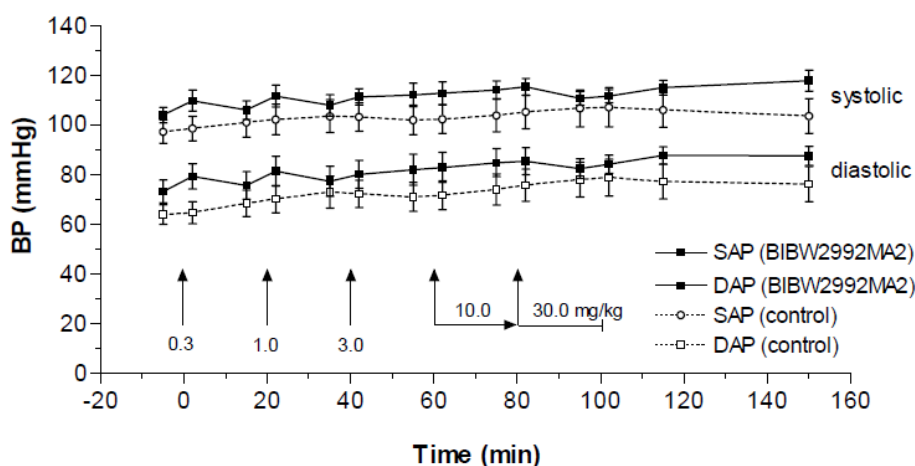 140
120
100
80
60
40
20
0
BP (mmHg)
systolic
diastolic
SAP (BIBW2992MA2)
DAP (BIBW2992MA2)
SAP (control)
DAP (control)
0.3
1.0
3.0
10.0
30.0 mg/kg
-20 0 20 40 60 80 100 120 140 160
Time (min)